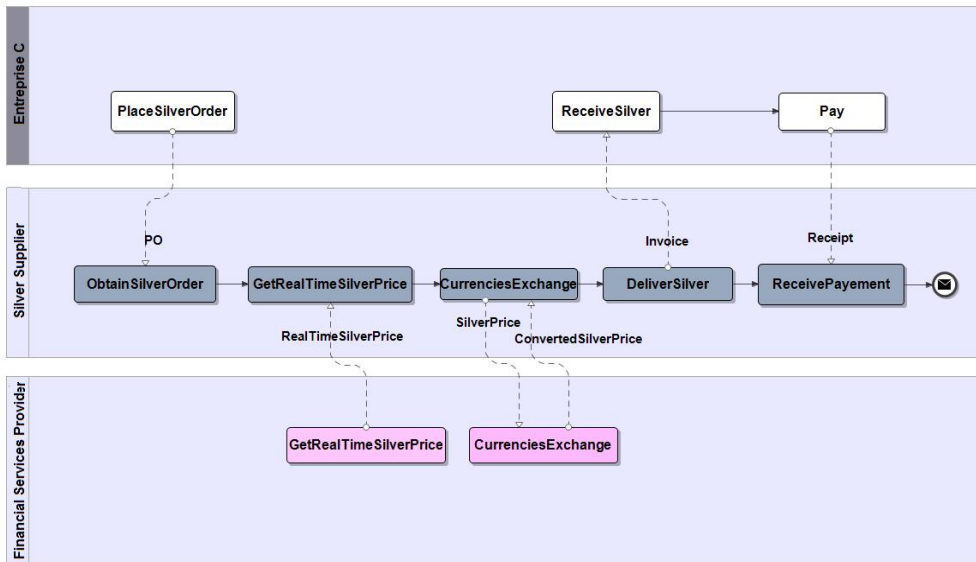 Entreprise C
PlaceSilverOrder
ReceiveSilver
Pay
Silver Supplier
PO
Invoice
Receipt
ObtainSilverOrder
GetRealTimeSilverPrice
CurrenciesExchange
DeliverSilver
ReceivePayement
RealTimeSilverPrice
SilverPrice
ConvertedSilverPrice
Financial Services Provider
GetRealTimeSilverPrice
CurrenciesExchange